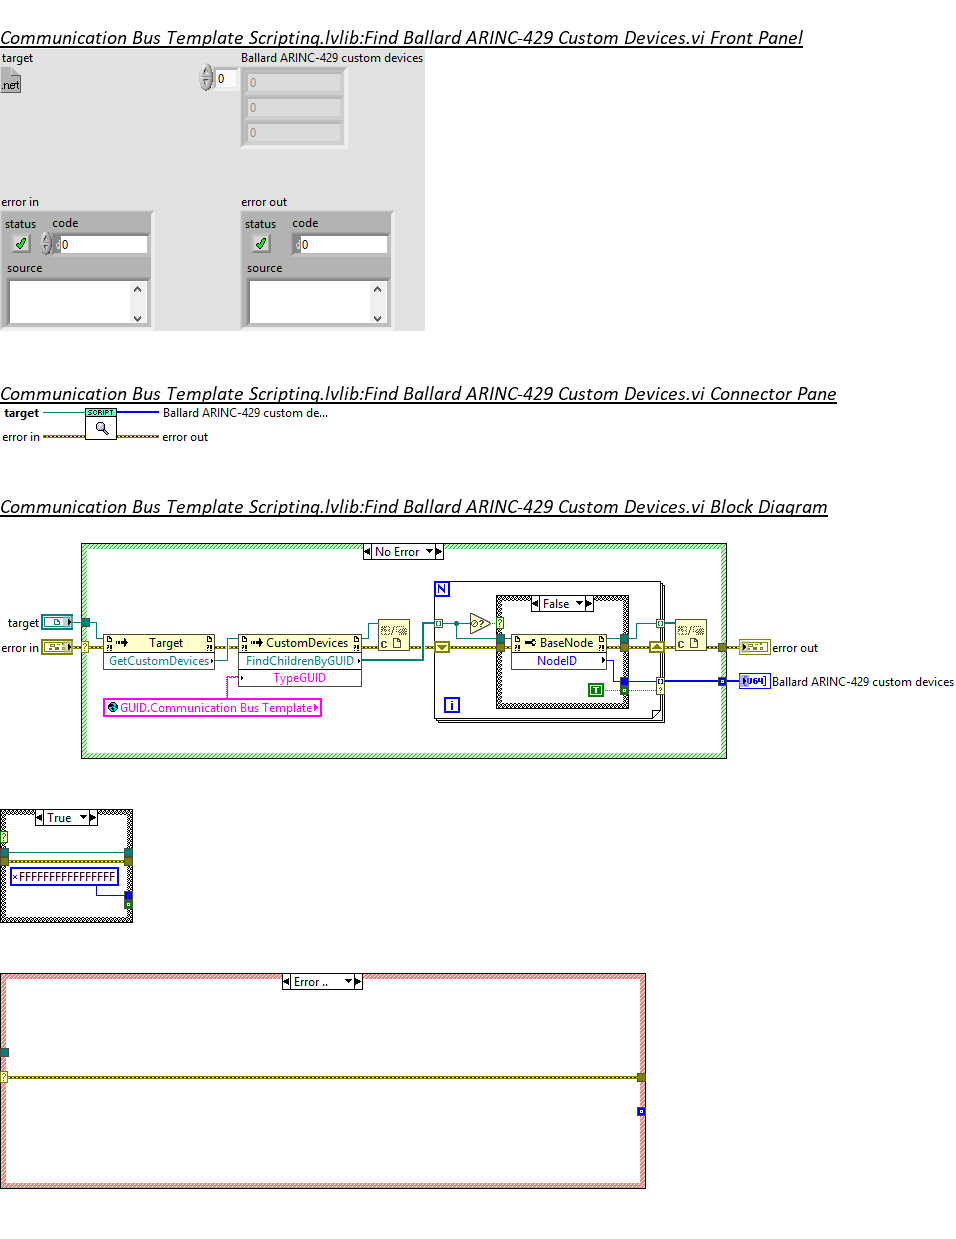 Communication Bus Template Scripting.lvlib:Find Ballard ARINC-429 Custom Devices.vi Front Panel
target
Ballard ARINC-429 custom devices
.net
0
0
0
0
error in
error out
status code
status code
0
0
source
source
Communication Bus Template Scripting.lvlib:Find Ballard ARINC-429 Custom Devices.vi Connector Pane
target
SCRIPT
Ballard ARINC-429 custom de...
error in
error out
Communication Bus Template Scripting.lvlib:Find Ballard ARINC-429 Custom Devices.vi Block Diagram
No Error
N
False
target
error in
Target
GetCustomDevices
CustomDevices
FindChildrenByGUID
TypeGUID
GUID.Communication Bus Template
BaseNode
NodeID
T
i
error out
U64
Ballard ARINC-429 custom devices
True
xFFFFFFFFFFFFFFFF
Error ..